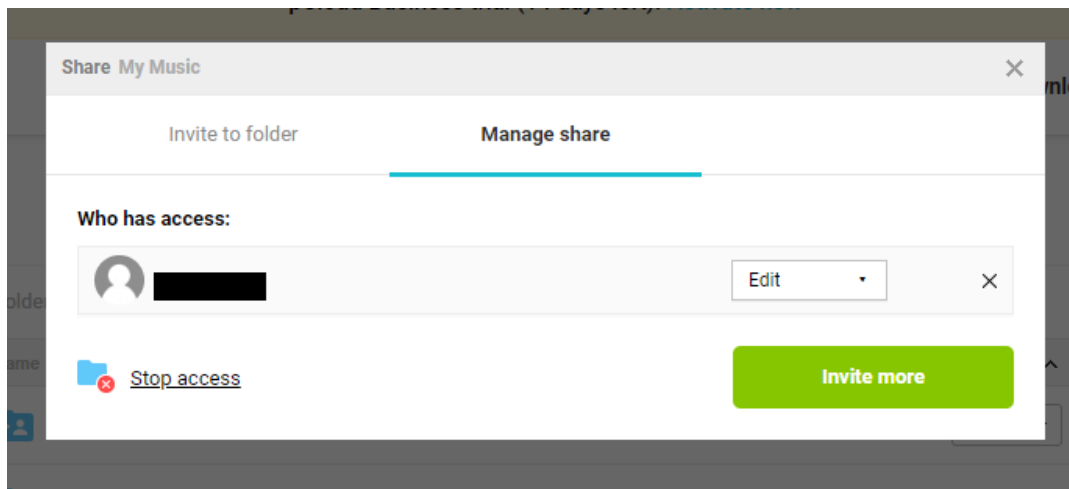 Share My Music
Invite to folder
Manage share
Who has access:
Edit
Stop access
Invite more